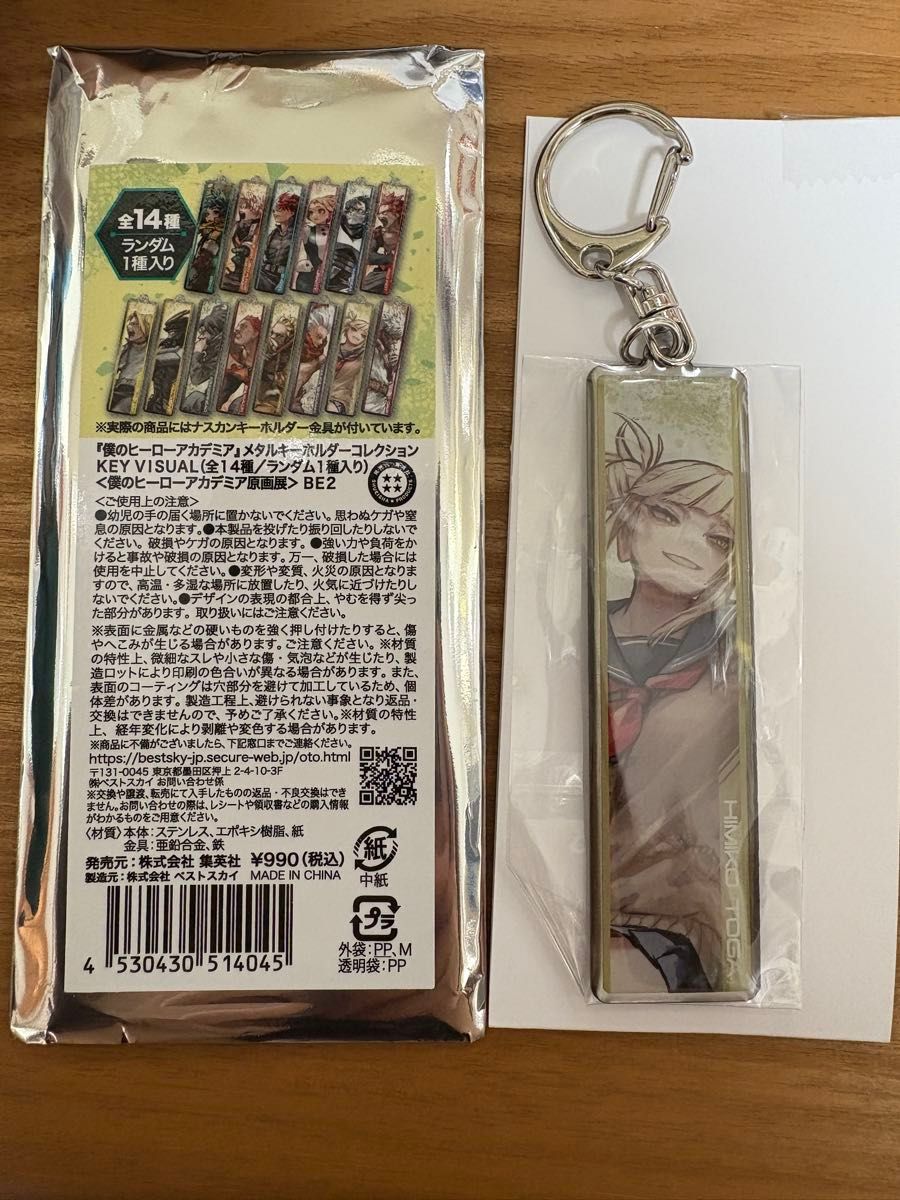 全14種
ランダム
1種入り
※実際の商品にはナスカンキーホルダー金具が付いています。
『僕のヒーローアカデミア』メタルキーホルダーコレクション
KEY VISUAL(全14種/ランダム1種入り)
<僕のヒーローアカデミア原画展> BE2
<ご使用上の注意>
●幼児の手の届く場所に置かないでください。思わぬケガや窒
息の原因となります。●本製品を投げたり振り回したりしないで
ください。破損やケガの原因となります。●強い力や負荷をか
けると事故や破損の原因となります。万一、破損した場合には
使用を中止してください。●変形や変質、火災の原因となりま
すので、高温・多湿な場所に放置したり、火気に近づけたりし
ないでください。●デザインの表現の都合上、やむを得ず尖っ
た部分があります。取り扱いにはご注意ください。
※表面に金属などの硬いものを強く押し付けたりすると、傷
やへこみが生じる場合があります。ご注意ください。※材質
の特性上、微細なスレや小さな傷・気泡などが生じたり、製
造ロットにより印刷の色合いが異なる場合があります。また、
表面のコーティングは穴部分を避けて加工しているため、個
体差があります。製造工程上、避けられない事象となり返品・
交換はできませんので、予めご了承ください。※材質の特性
上、経年変化により剥離や変色する場合があります。
※商品に不備がございましたら、下記窓口までご連絡ください。
https://bestsky-jp.secure-web.jp/oto.html
〒131-0045 東京都墨田区押上 2-4-10-3F
㈱ベストスカイ お問い合わせ係
※交換や譲渡、転売にて入手したものの返品・不良交換はでき
ません。お問い合わせの際は、レシートや領収書などの購入情報
がわかるものをご用意ください。
〈材質〉本体:ステンレス、エポキシ樹脂、紙
金具:亜鉛合金、鉄
発売元:株式会社 集英社 ¥990(税込)
製造元:株式会社 ベストスカイ MADE IN CHINA
紙
中紙
プラ
外袋:PP、M
透明袋:PP
4 530430 514045
HIMIKO TOGA